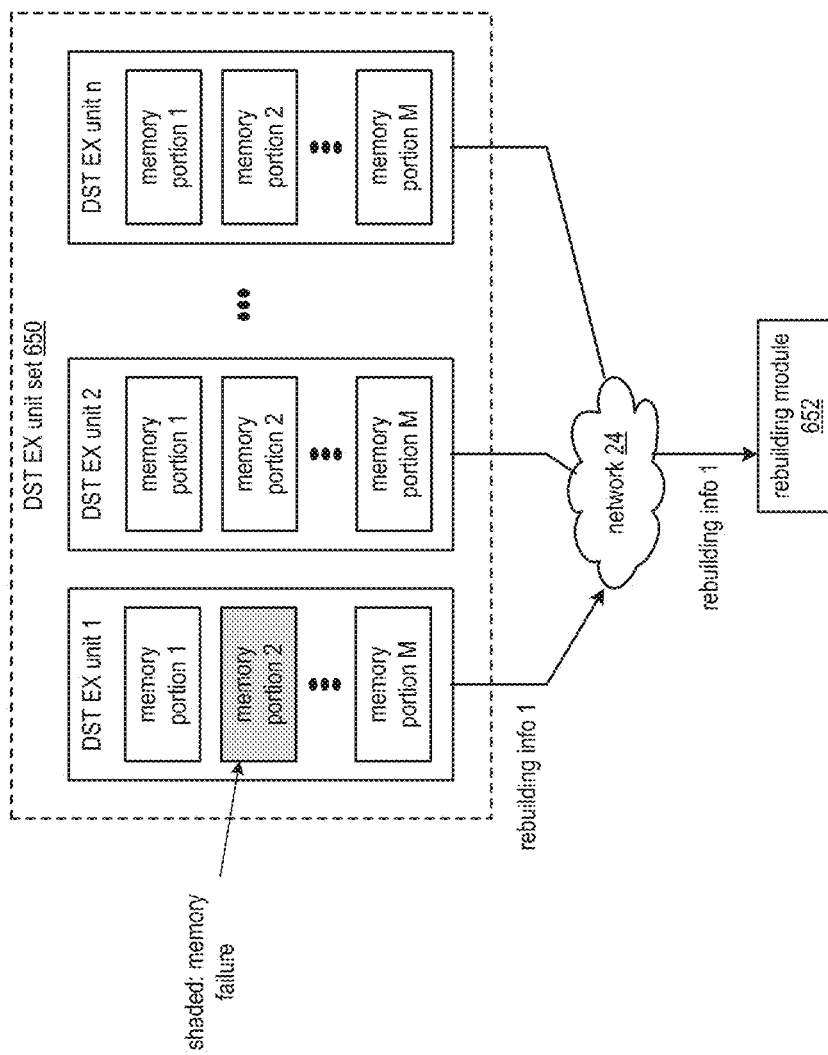 DST EX unit set 650
DST EX unit 1
memory
portion 1
memory
portion 2
memory
portion M
DST EX unit 2
memory
portion 1
memory
portion 2
memory
portion M
DST EX unit n
memory
portion 1
memory
portion 2
memory
portion M
shaded: memory
failure
rebuilding info 1
network 24
rebuilding info 1
rebuilding module
652